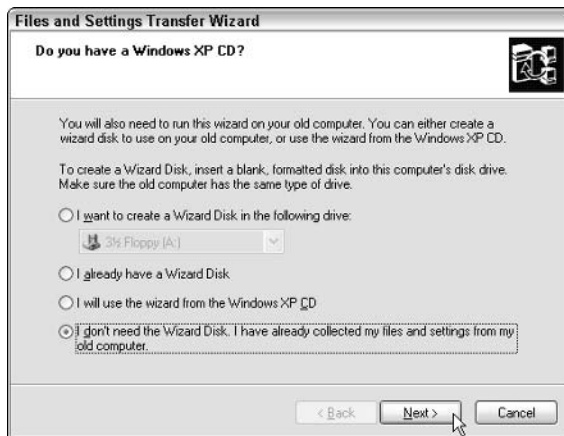 Files and Settings Transfer Wizard
Do you have a Windows XP CD?
You will also need to run this wizard on your old computer. You can either create a
wizard disk to use on your old computer, or use the wizard from the Windows XP CD.
To create a Wizard Disk, insert a blank, formatted disk into this computer's disk drive.
Make sure the old computer has the same type of drive.
I want to create a Wizard Disk in the following drive:
3½ Floppy (A:)
I already have a Wizard Disk
I will use the wizard from the Windows XP CD
I don't need the Wizard Disk. I have already collected my files and settings from my
old computer.
< Back
Next >
Cancel